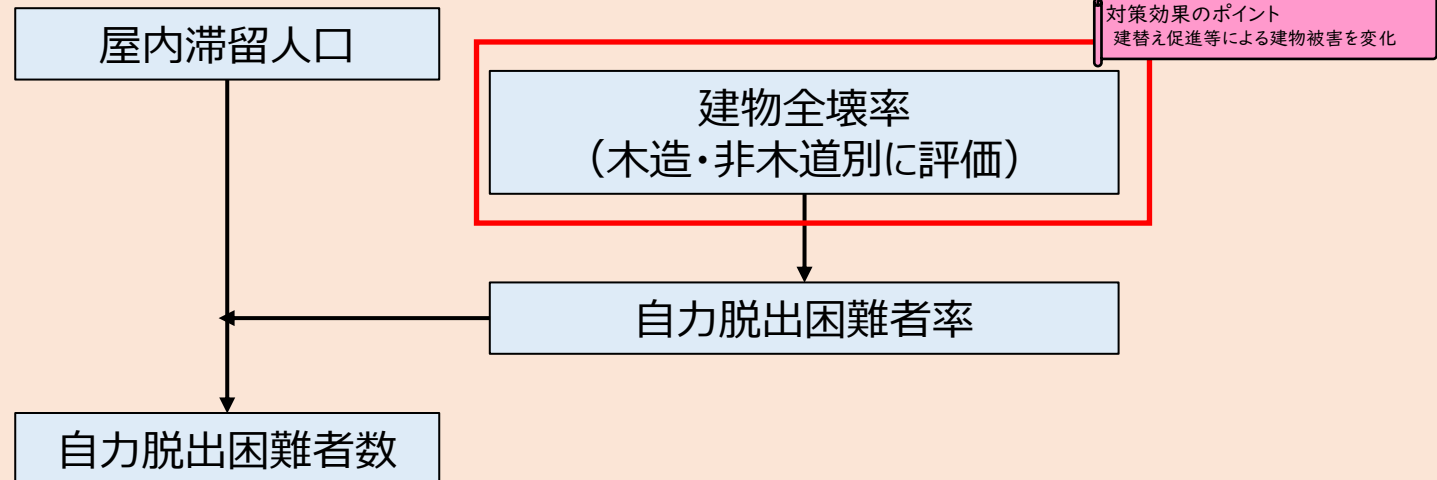 対策効果のポイント
建替え促進等による建物被害を変化
屋内滞留人口
建物全壊率
（木造・非木道別に評価）
自力脱出困難者率
自力脱出困難者数